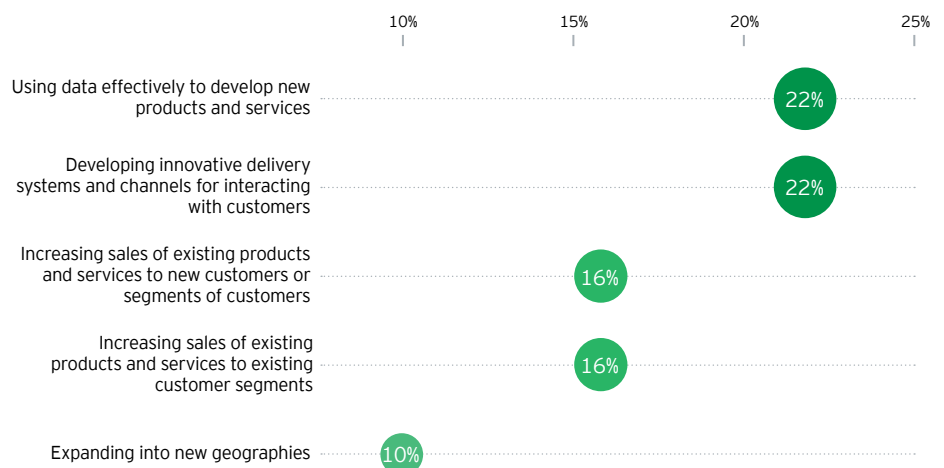 10%
15%
20%
25%
Using data effectively to develop new
products and services
22%
Developing innovative delivery
systems and channels for interacting
with customers
22%
Increasing sales of existing products
and services to new customers or
segments of customers
16%
Increasing sales of existing
products and services to existing
customer segments
16%
Expanding into new geographies
10%